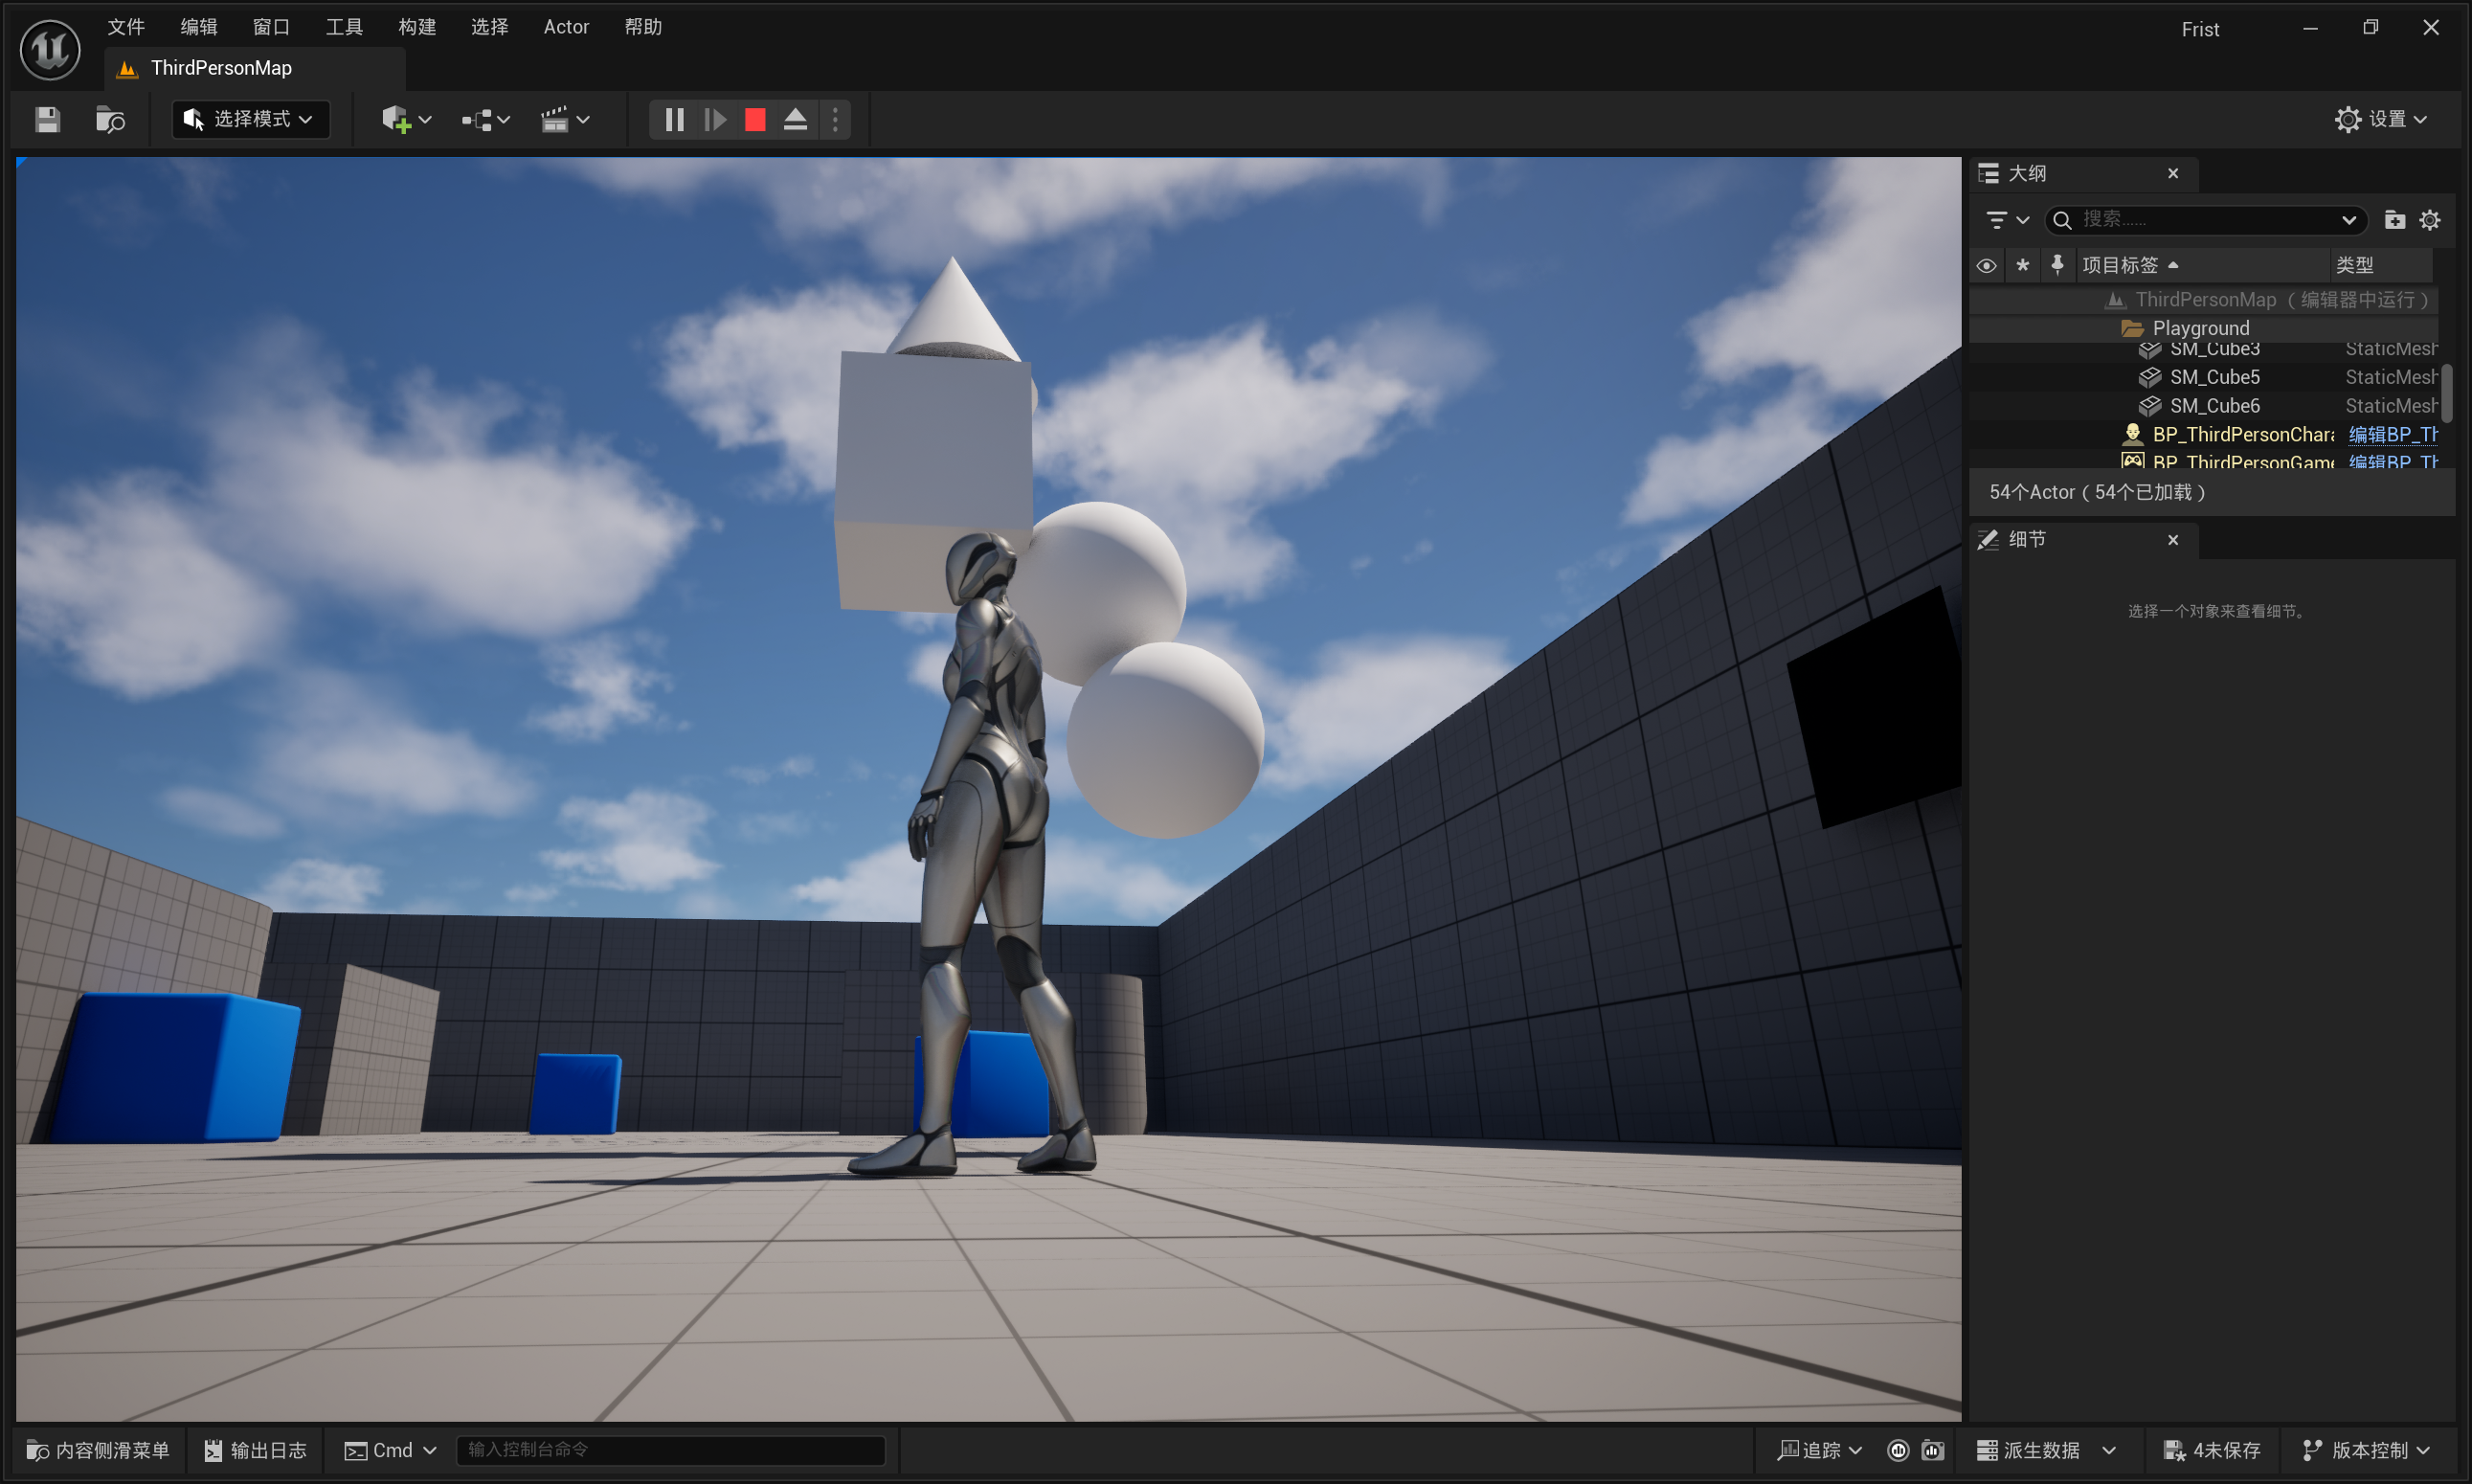 文件 编辑 窗口 工具 构建 选择 Actor 帮助
Frist
ThirdPersonMap
选择模式
设置
大纲
搜索......
项目标签 类型
ThirdPersonMap（编辑器中运行）
Playground
SM_Cube3 StaticMesh
SM_Cube5 StaticMesh
SM_Cube6 StaticMesh
BP_ThirdPersonChara 编辑BP_Th
BP_ThirdPersonGame 编辑BP_Th
54个Actor（54个已加载）
细节
选择一个对象来查看细节。
内容侧滑菜单 输出日志 Cmd 输入控制台命令 追踪 派生数据 4未保存 版本控制